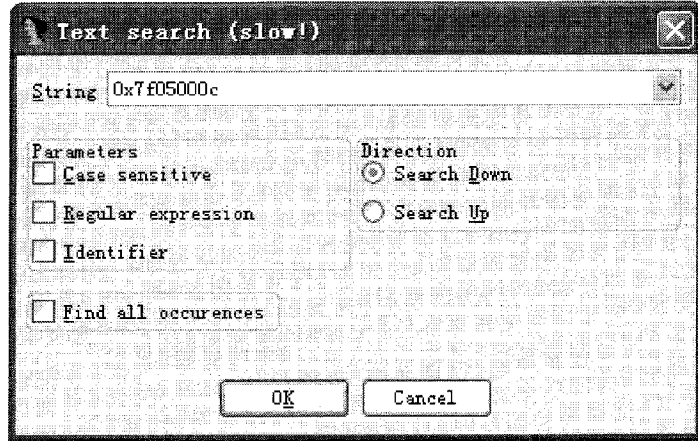 Text search (slow!)
String 0x7f05000c
Parameters
Case sensitive
Regular expression
Identifier
Find all occurences
Direction
Search Down
Search Up
OK
Cancel